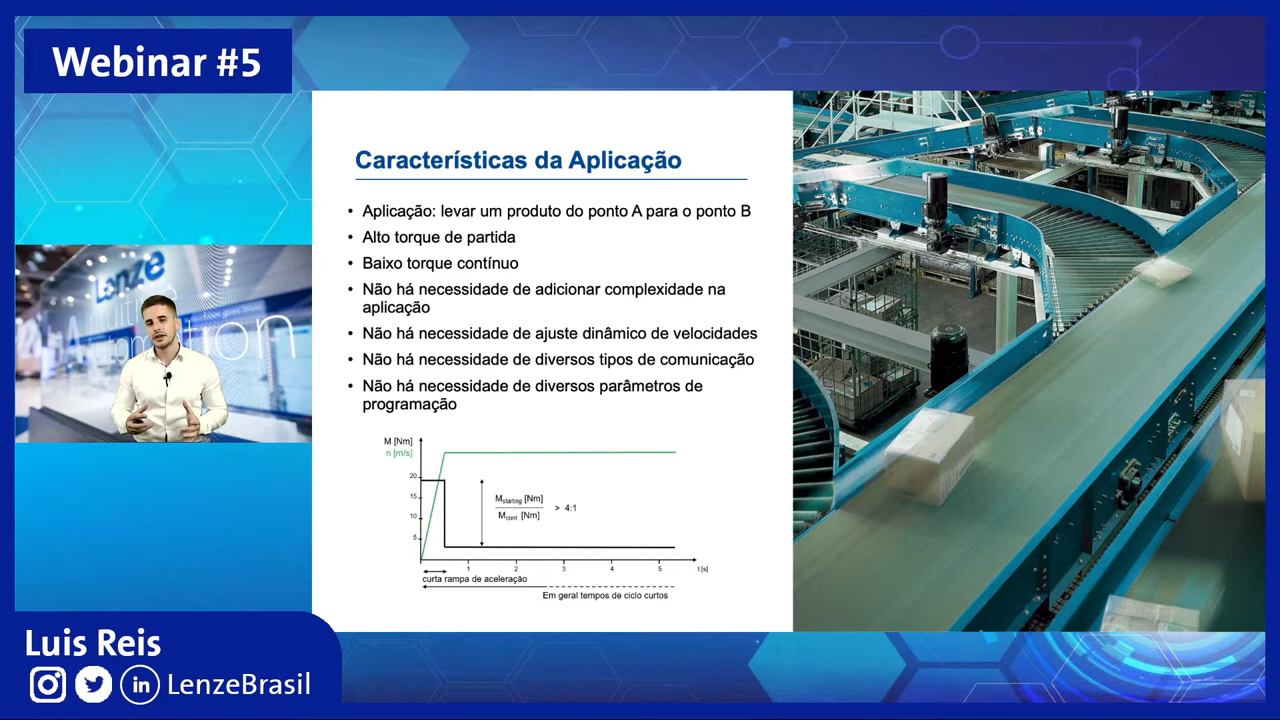 Webinar #5
Características da Aplicação
• Aplicação: levar um produto do ponto A para o ponto B
• Alto torque de partida
• Baixo torque contínuo
• Não há necessidade de adicionar complexidade na
aplicação
• Não há necessidade de ajuste dinâmico de velocidades
• Não há necessidade de diversos tipos de comunicação
• Não há necessidade de diversos parâmetros de
programação
M [Nm]
n [m/s]
20
15
10
5
Mstarting [Nm]
Mcont. [Nm]
> 4:1
1 2 3 4 5 t [s]
curta rampa de aceleração
Em geral tempos de ciclo curtos
Lenze
Automation
Luis Reis
LenzeBrasil